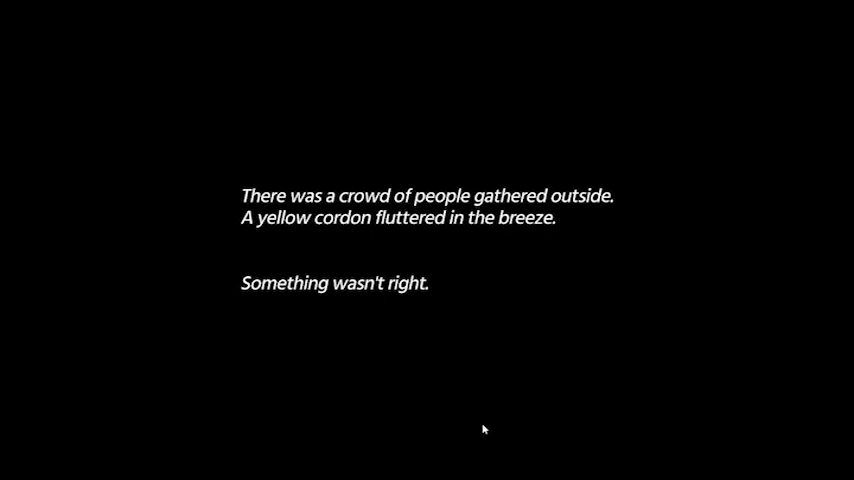 There was a crowd of people gathered outside.
A yellow cordon fluttered in the breeze.
Something wasn't right.